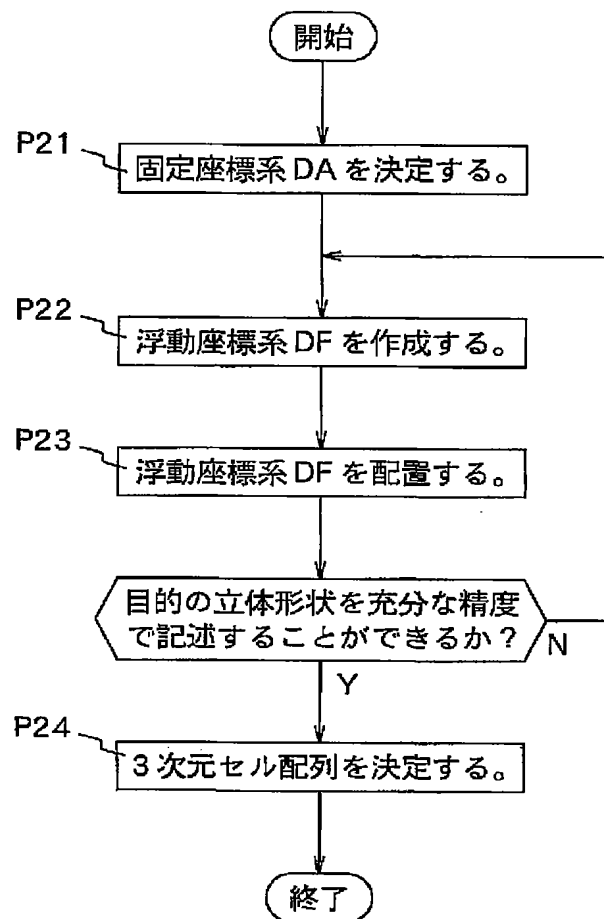 開始
P21
固定座標系 DA を決定する。
P22
浮動座標系 DF を作成する。
P23
浮動座標系 DF を配置する。
目的の立体形状を充分な精度
で記述することができるか？
N
Y
P24
3次元セル配列を決定する。
終了